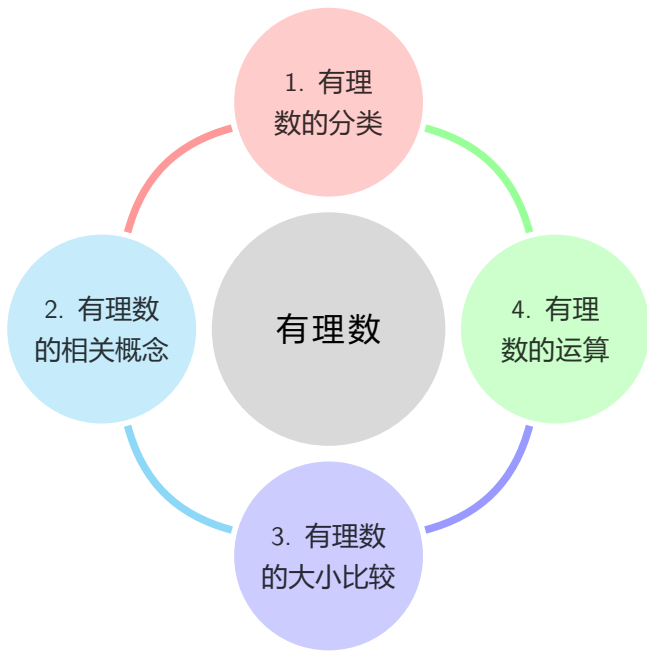 1. 有理
数的分类
2. 有理数
的相关概念
有理数
4. 有理
数的运算
3. 有理数
的大小比较